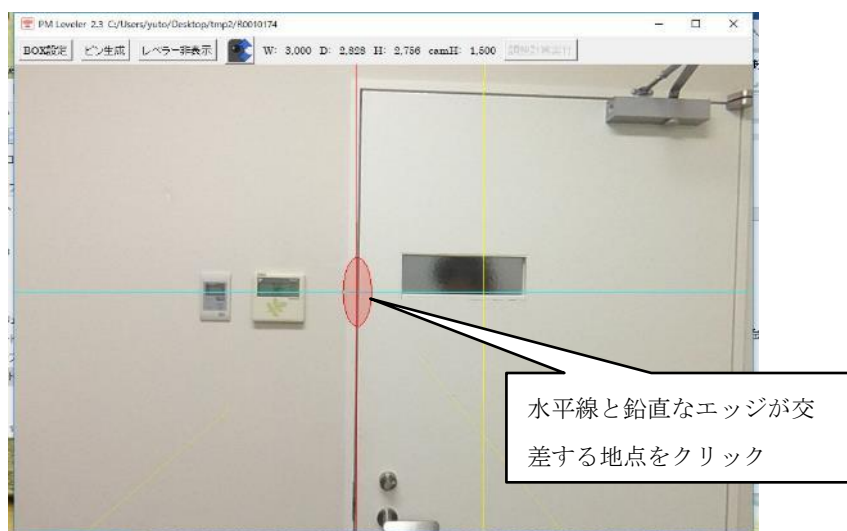 PM Leveler 2.3 C:/Users/yuto/Desktop/tmp2/R0010174
BOX設定 ピン生成 レベラー非表示 W: 3,000 D: 2,828 H: 2,756 camH: 1,500
水平線と鉛直なエッジが交
差する地点をクリック